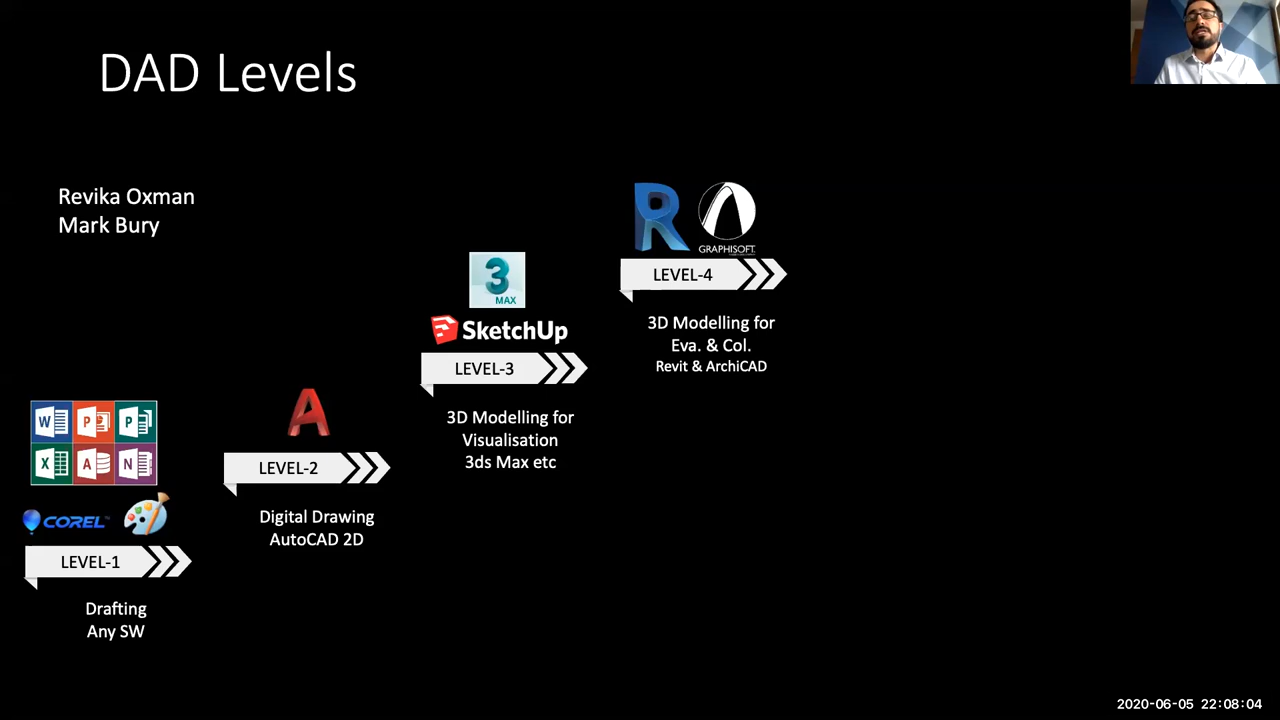 DAD Levels
Revika Oxman
Mark Bury
R
GRAPHISOFT
LEVEL-4
3D Modelling for
Eva. & Col.
Revit & ArchiCAD
3
MAX
SketchUp
LEVEL-3
3D Modelling for
Visualisation
3ds Max etc
A
LEVEL-2
Digital Drawing
AutoCAD 2D
W P P
X A N
COREL
LEVEL-1
Drafting
Any SW
2020-06-05 22:08:04